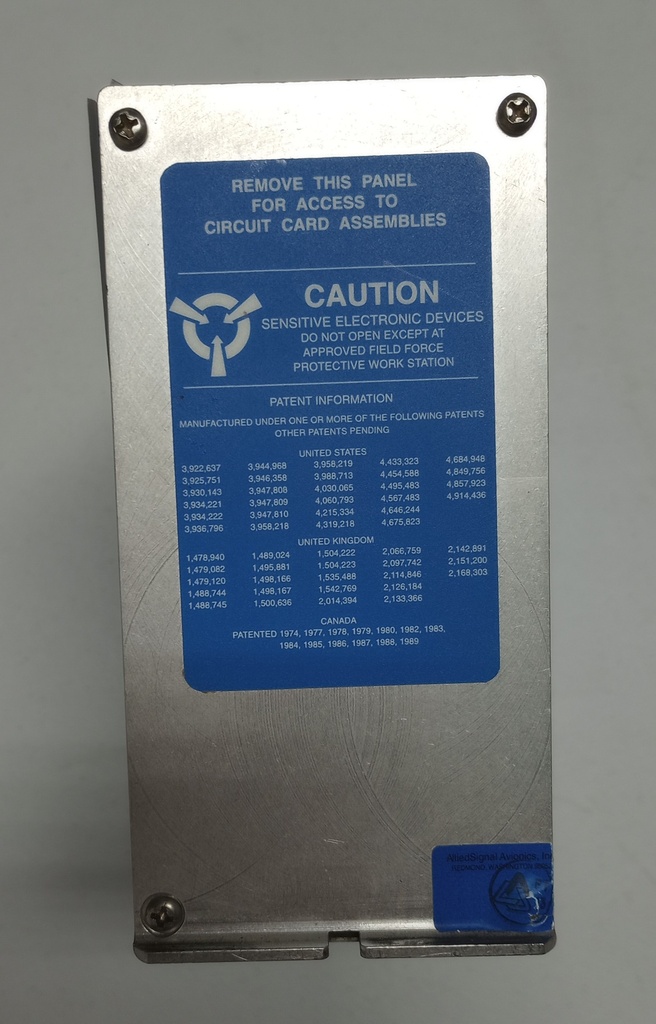 REMOVE THIS PANEL
FOR ACCESS TO
CIRCUIT CARD ASSEMBLIES
CAUTION
SENSITIVE ELECTRONIC DEVICES
DO NOT OPEN EXCEPT AT
APPROVED FIELD FORCE
PROTECTIVE WORK STATION
PATENT INFORMATION
MANUFACTURED UNDER ONE OR MORE OF THE FOLLOWING PATENTS
OTHER PATENTS PENDING
UNITED STATES
3,922,637 3,944,968 3,958,219 4,433,323 4,684,948
3,925,751 3,946,358 3,988,713 4,454,588 4,849,756
3,930,143 3,947,808 4,030,065 4,495,483 4,857,923
3,934,221 3,947,809 4,060,793 4,567,483 4,914,436
3,934,222 3,947,810 4,215,334 4,646,244
3,936,796 3,958,218 4,319,218 4,675,823
UNITED KINGDOM
1,478,940 1,489,024 1,504,222 2,066,759 2,142,891
1,479,082 1,495,881 1,504,223 2,097,742 2,151,200
1,479,120 1,498,166 1,535,488 2,114,846 2,168,303
1,488,744 1,498,167 1,542,769 2,126,184
1,488,745 1,500,636 2,014,394 2,133,366
CANADA
PATENTED 1974, 1977, 1978, 1979, 1980, 1982, 1983,
1984, 1985, 1986, 1987, 1988, 1989
AlliedSignal Avionics, In
REDMOND, WASHINGTON